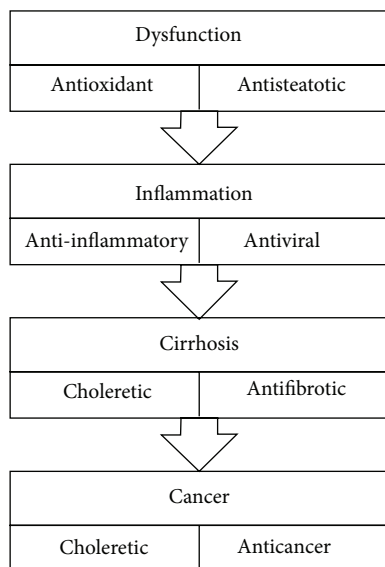 Dysfunction
Antioxidant Antisteatotic
Inflammation
Anti-inflammatory Antiviral
Cirrhosis
Choleretic Antifibrotic
Cancer
Choleretic Anticancer